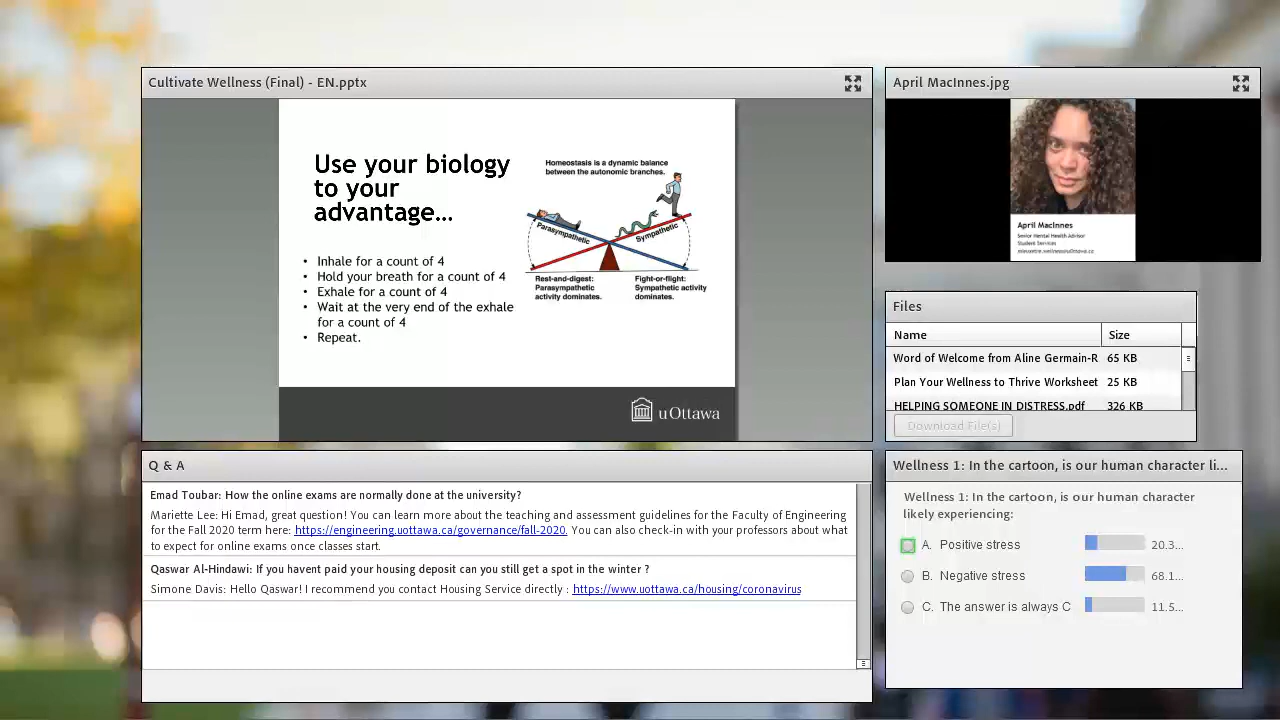 Cultivate Wellness (Final) - EN.pptx
Use your biology
to your
advantage...
• Inhale for a count of 4
• Hold your breath for a count of 4
• Exhale for a count of 4
• Wait at the very end of the exhale
for a count of 4
• Repeat.
Homeostasis is a dynamic balance
between the autonomic branches.
Parasympathetic
Sympathetic
Rest-and-digest:
Parasympathetic
activity dominates.
Fight-or-flight:
Sympathetic activity
dominates.
uOttawa
April MacInnes.jpg
April MacInnes
Senior Mental Health Advisor
Student Services
Files
Name Size
Word of Welcome from Aline Germain-R 65 KB
Plan Your Wellness to Thrive Worksheet 25 KB
HELPING SOMEONE IN DISTRESS.pdf 326 KB
Download File(s)
Q & A
Emad Toubar: How the online exams are normally done at the university?
Mariette Lee: Hi Emad, great question! You can learn more about the teaching and assessment guidelines for the Faculty of Engineering
for the Fall 2020 term here: https://engineering.uottawa.ca/governance/fall-2020. You can also check-in with your professors about what
to expect for online exams once classes start.
Qaswar Al-Hindawi: If you havent paid your housing deposit can you still get a spot in the winter ?
Simone Davis: Hello Qaswar! I recommend you contact Housing Service directly : https://www.uottawa.ca/housing/coronavirus
Wellness 1: In the cartoon, is our human character li...
Wellness 1: In the cartoon, is our human character
likely experiencing:
A. Positive stress 20.3...
B. Negative stress 68.1...
C. The answer is always C 11.5...